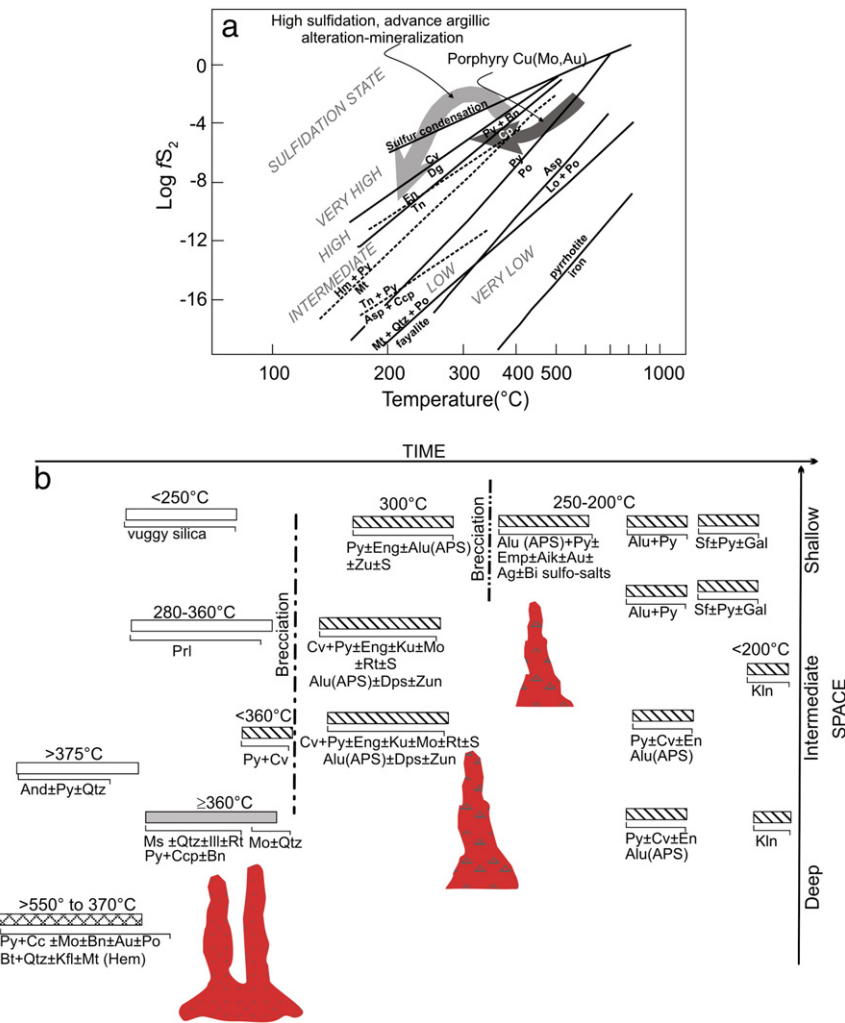 a
High sulfidation, advance argillic
alteration-mineralization
Porphyry Cu(Mo,Au)
SULFIDATION STATE
Sulfur condensation
Py + Bn
Cp
Cv
Dg
Py
Po
Asp
Lo + Po
En
Tn
VERY HIGH
HIGH
INTERMEDIATE
LOW
VERY LOW
pyrrhotite
iron
Hm + Py
Mt
Tn + Py
Asp + Ccp
Mt + Qtz + Po
fayalite
Log fS2
0
-4
-8
-12
-16
100
200
300
400
500
1000
Temperature(°C)
TIME
b
<250°C
vuggy silica
Brecciation
300°C
Py±Eng±Alu(APS)
±Zu±S
Brecciation
250-200°C
Alu (APS)+Py±
Emp±Aik±Au±
Ag±Bi sulfo-salts
Alu+Py
Sf±Py±Gal
Shallow
280-360°C
Prl
Cv+Py±Eng±Ku±Mo
±Rt±S
Alu(APS)±Dps±Zun
Alu+Py
Sf±Py±Gal
<200°C
Kln
Intermediate
SPACE
<360°C
Py+Cv
Cv+Py±Eng±Ku±Mo±Rt±S
Alu(APS)±Dps±Zun
Py±Cv±En
Alu(APS)
>375°C
And±Py±Qtz
≥360°C
Ms ±Qtz±Ill±Rt
Py+Ccp±Bn
Mo±Qtz
Py±Cv±En
Alu(APS)
Kln
Deep
>550° to 370°C
Py+Cc ±Mo±Bn±Au±Po
Bt+Qtz±Kfl±Mt (Hem)